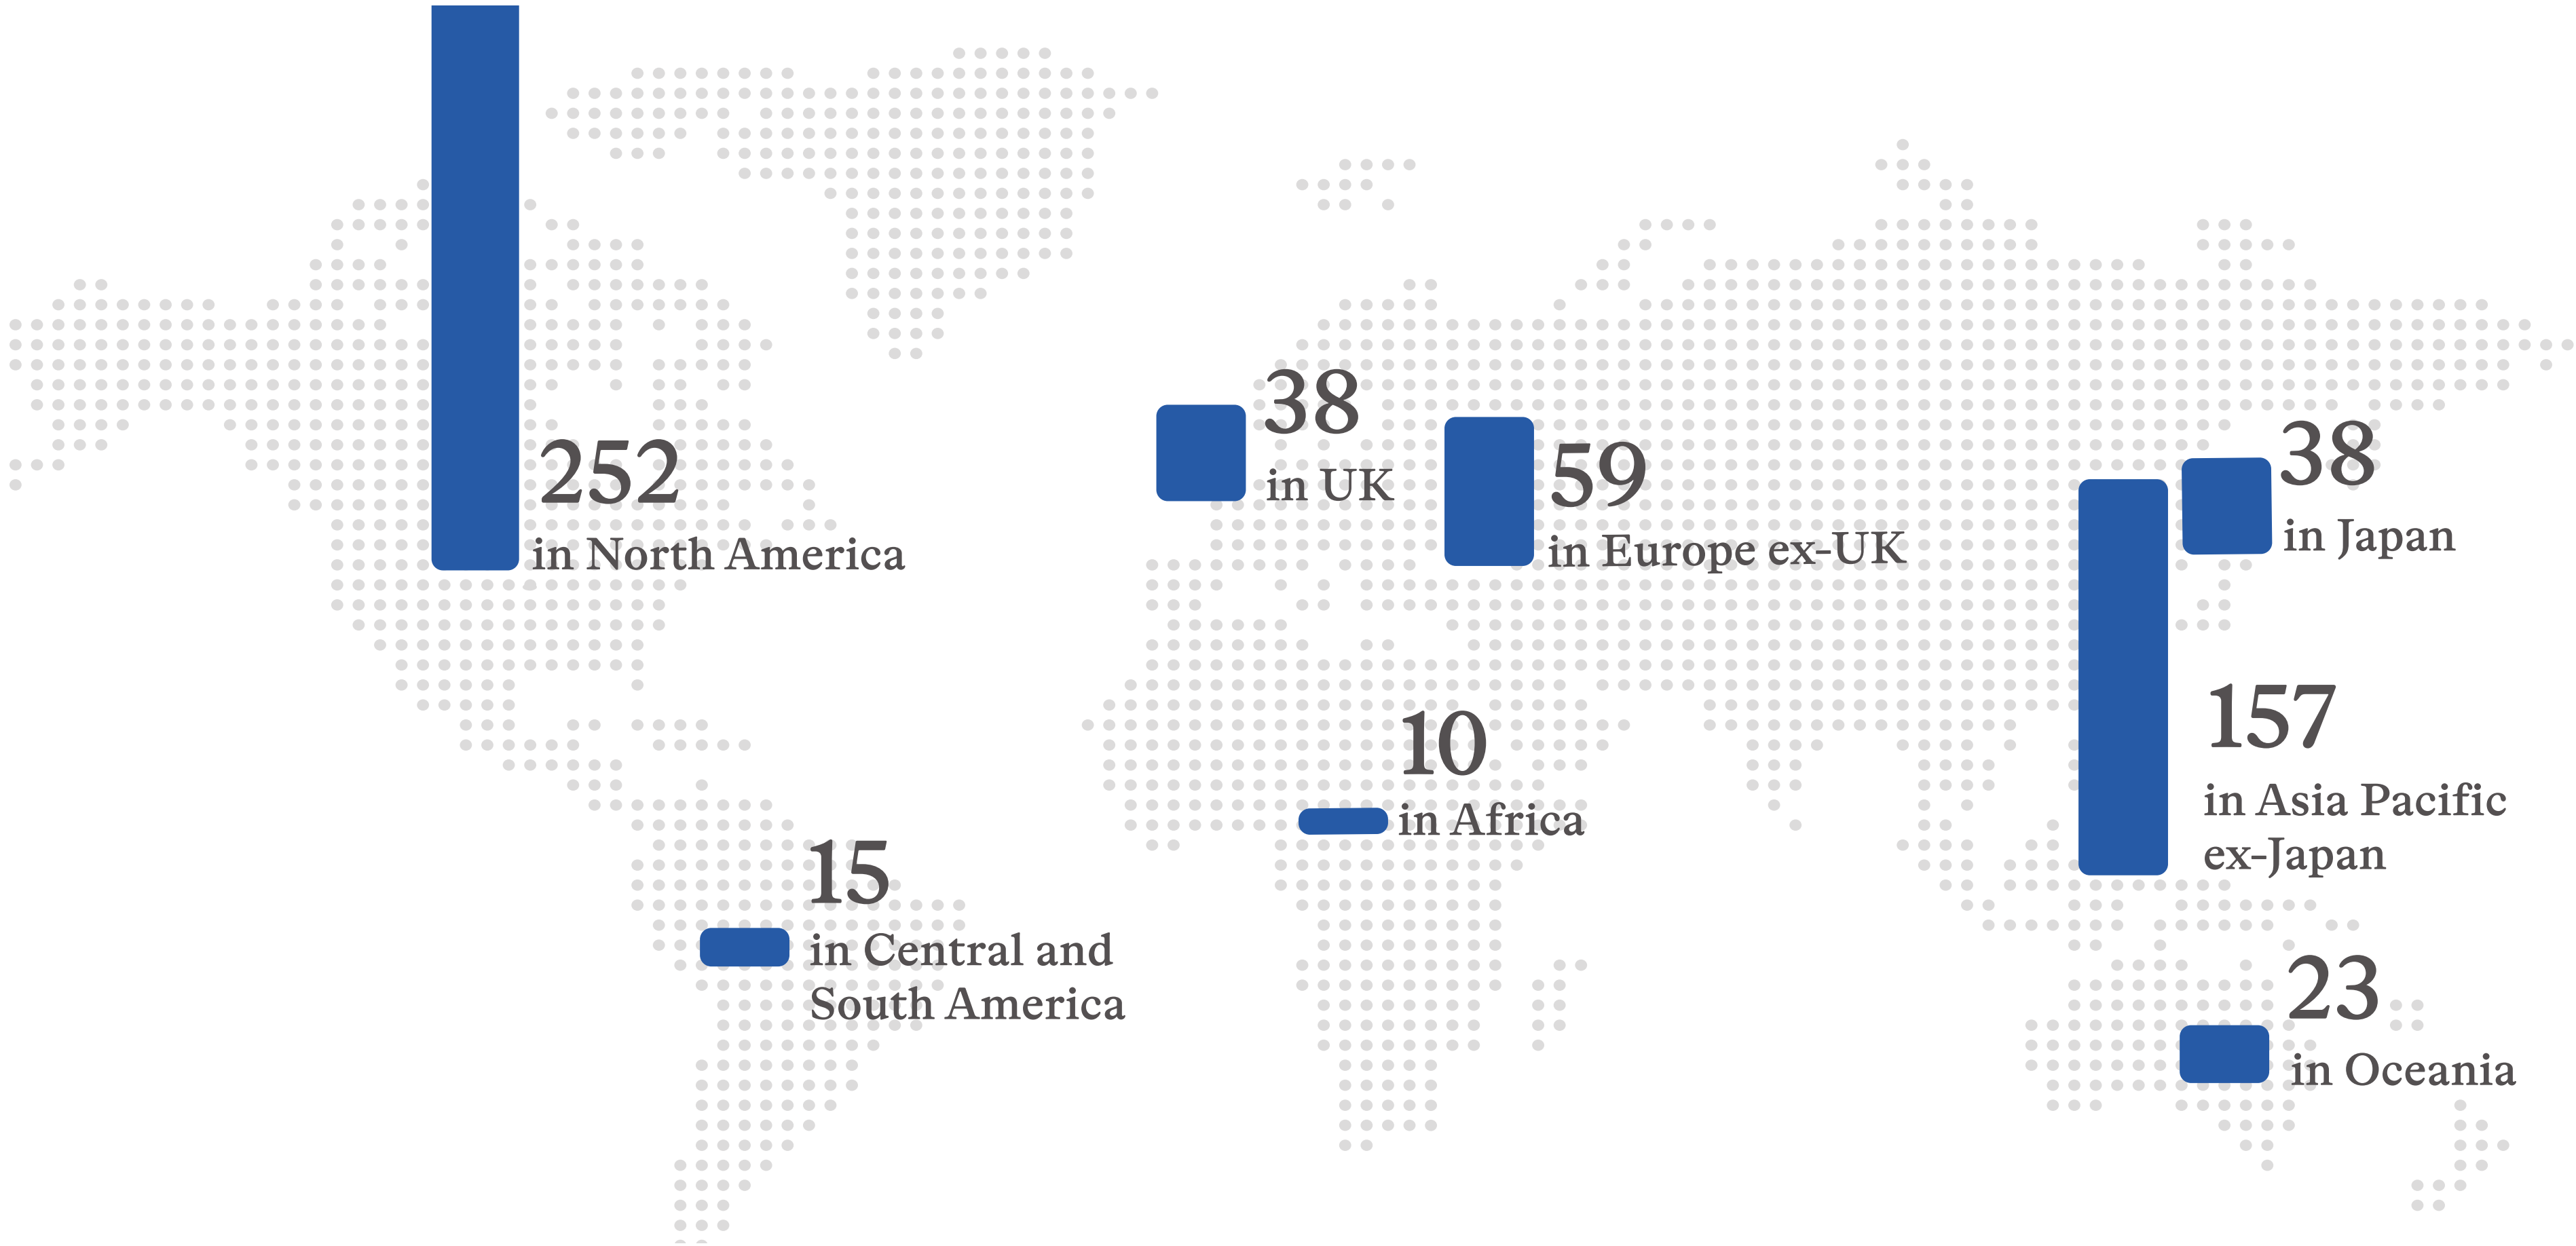 252
in North America
38
in UK
59
in Europe ex-UK
38
in Japan
157
in Asia Pacific
ex-Japan
10
in Africa
15
in Central and
South America
23
in Oceania